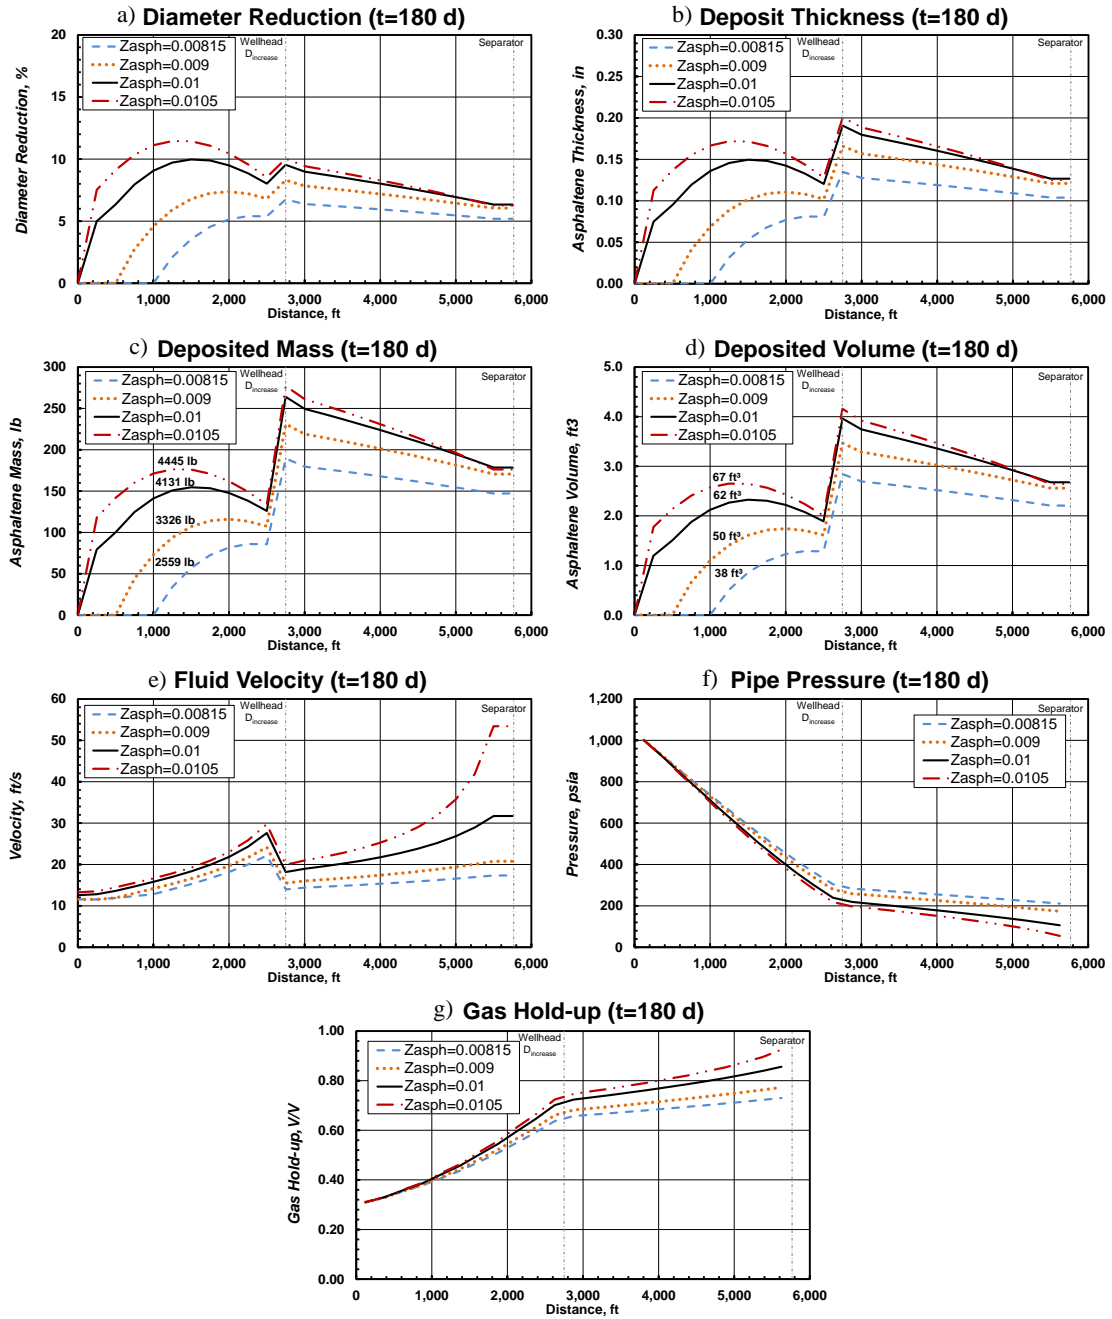 a) Diameter Reduction (t=180 d)
20
15
10
5
0
Diameter Reduction, %
Zasph=0.00815
Zasph=0.009
Zasph=0.01
Zasph=0.0105
Wellhead
Dincrease
Separator
0 1,000 2,000 3,000 4,000 5,000 6,000
Distance, ft
b) Deposit Thickness (t=180 d)
0.30
0.25
0.20
0.15
0.10
0.05
0.00
Asphaltene Thickness, in
Zasph=0.00815
Zasph=0.009
Zasph=0.01
Zasph=0.0105
Wellhead
Dincrease
Separator
0 1,000 2,000 3,000 4,000 5,000 6,000
Distance, ft
c) Deposited Mass (t=180 d)
300
250
200
150
100
50
0
Asphaltene Mass, lb
Zasph=0.00815
Zasph=0.009
Zasph=0.01
Zasph=0.0105
Wellhead
Dincrease
Separator
4445 lb
4131 lb
3326 lb
2559 lb
0 1,000 2,000 3,000 4,000 5,000 6,000
Distance, ft
d) Deposited Volume (t=180 d)
5.0
4.0
3.0
2.0
1.0
0.0
Asphaltene Volume, ft3
Zasph=0.00815
Zasph=0.009
Zasph=0.01
Zasph=0.0105
Wellhead
Dincrease
Separator
67 ft³
62 ft³
50 ft³
38 ft³
0 1,000 2,000 3,000 4,000 5,000 6,000
Distance, ft
e) Fluid Velocity (t=180 d)
60
50
40
30
20
10
0
Velocity, ft/s
Zasph=0.00815
Zasph=0.009
Zasph=0.01
Zasph=0.0105
Wellhead
Dincrease
Separator
0 1,000 2,000 3,000 4,000 5,000 6,000
Distance, ft
f) Pipe Pressure (t=180 d)
1,200
1,000
800
600
400
200
0
Pressure, psia
Wellhead
Dincrease
Separator
Zasph=0.00815
Zasph=0.009
Zasph=0.01
Zasph=0.0105
0 1,000 2,000 3,000 4,000 5,000 6,000
Distance, ft
g) Gas Hold-up (t=180 d)
1.00
0.80
0.60
0.40
0.20
0.00
Gas Hold-up, V/V
Zasph=0.00815
Zasph=0.009
Zasph=0.01
Zasph=0.0105
Wellhead
Dincrease
Separator
0 1,000 2,000 3,000 4,000 5,000 6,000
Distance, ft